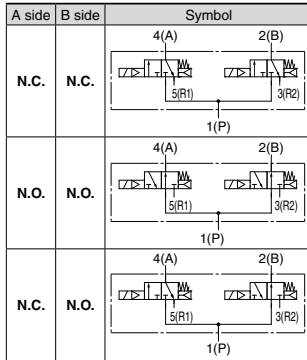 A side B side Symbol
4(A) 2(B)
N.C. N.C.
5(R1) 3(R2)
1(P)
4(A) 2(B)
N.O. N.O.
5(R1) 3(R2)
1(P)
4(A) 2(B)
N.C. N.O.
5(R1) 3(R2)
1(P)